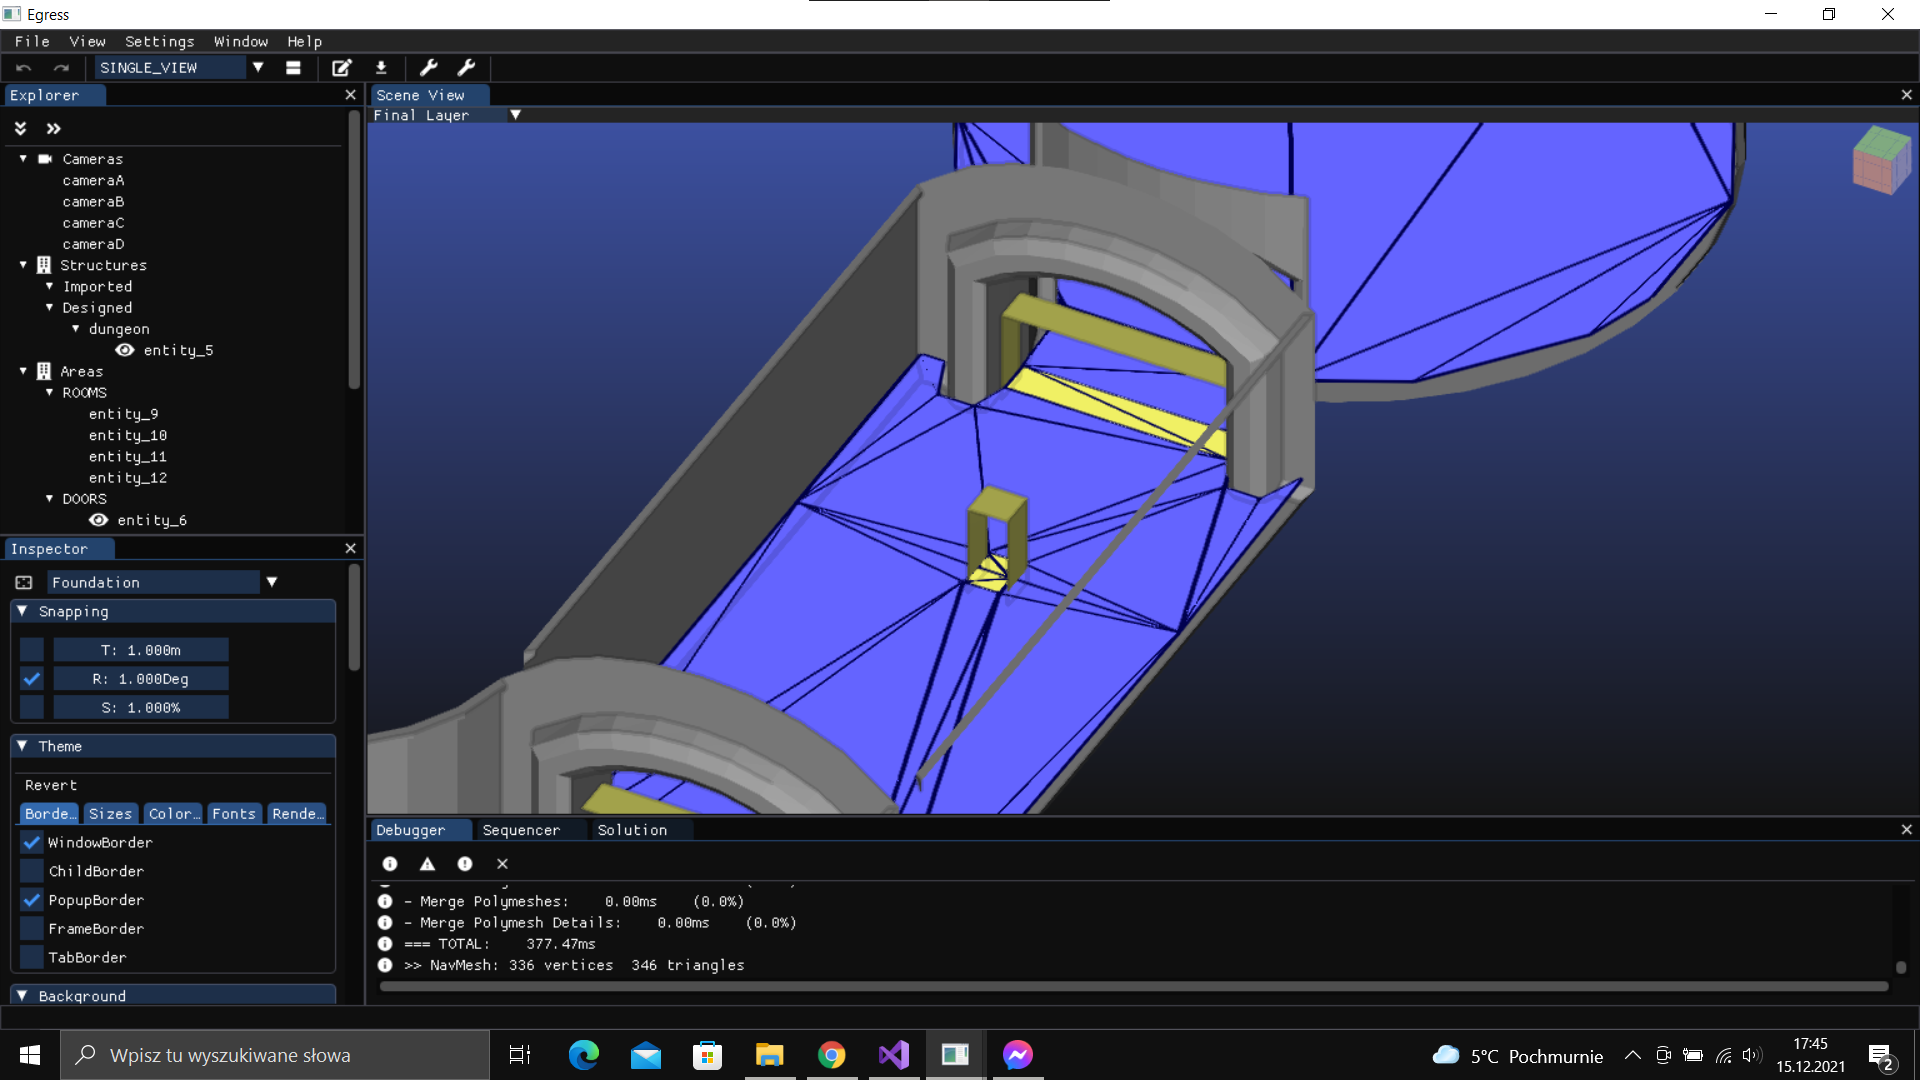 Egress
File View Settings Window Help
SINGLE_VIEW
Explorer
Cameras
cameraA
cameraB
cameraC
cameraD
Structures
Imported
Designed
dungeon
entity_5
Areas
ROOMS
entity_9
entity_10
entity_11
entity_12
DOORS
entity_6
Inspector
Foundation
Snapping
T: 1.000m
R: 1.000Deg
S: 1.000%
Theme
Revert
Borde… Sizes Color… Fonts Rende…
WindowBorder
ChildBorder
PopupBorder
FrameBorder
TabBorder
Background
Scene View
Final Layer
Debugger Sequencer Solution
- Merge Polymeshes: 0.00ms (0.0%)
- Merge Polymesh Details: 0.00ms (0.0%)
=== TOTAL: 377.47ms
>> NavMesh: 336 vertices 346 triangles
Wpisz tu wyszukiwane słowa
5°C Pochmurnie
17:45
15.12.2021
2